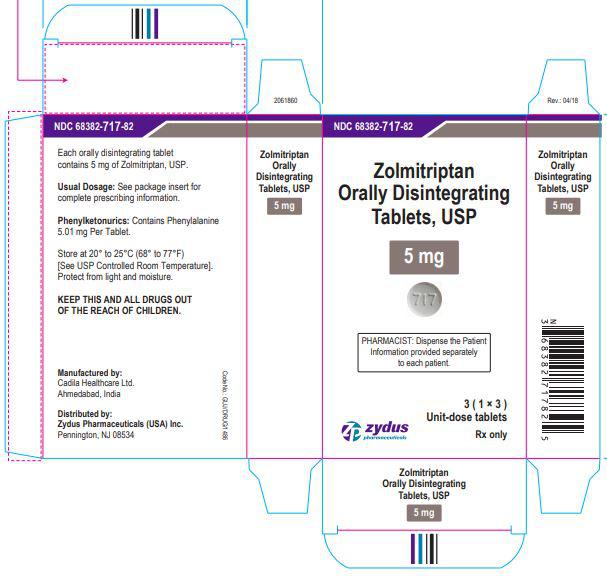 2061860
Rev.: 04/18
NDC 68382-717-82
Each orally disintegrating tablet
contains 5 mg of Zolmitriptan, USP.
Usual Dosage: See package insert for
complete prescribing information.
Phenylketonurics: Contains Phenylalanine
5.01 mg Per Tablet.
Store at 20° to 25°C (68° to 77°F)
[See USP Controlled Room Temperature].
Protect from light and moisture.
KEEP THIS AND ALL DRUGS OUT
OF THE REACH OF CHILDREN.
Manufactured by:
Cadila Healthcare Ltd.
Ahmedabad, India
Distributed by:
Zydus Pharmaceuticals (USA) Inc.
Pennington, NJ 08534
Zolmitriptan
Orally
Disintegrating
Tablets, USP
5 mg
NDC 68382-717-82
Zolmitriptan
Orally Disintegrating
Tablets, USP
5 mg
717
PHARMACIST: Dispense the Patient
Information provided separately
to each patient.
3 ( 1 × 3 )
Unit-dose tablets
Rx only
zydus
pharmaceuticals
Zolmitriptan
Orally
Disintegrating
Tablets, USP
5 mg
N
3 68382 71782 5
Zolmitriptan
Orally Disintegrating
Tablets, USP
5 mg